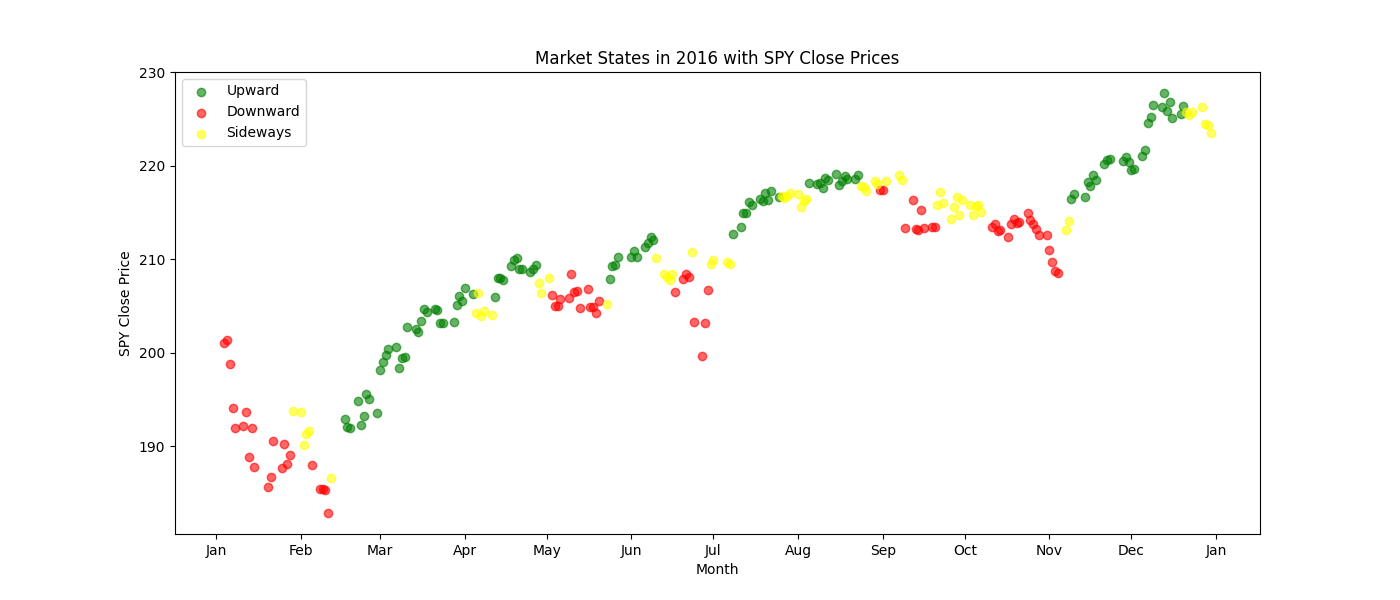 Market States in 2016 with SPY Close Prices
230
Upward
Downward
Sideways
220
210
200
190
SPY Close Price
Jan Feb Mar Apr May Jun Jul Aug Sep Oct Nov Dec Jan
Month